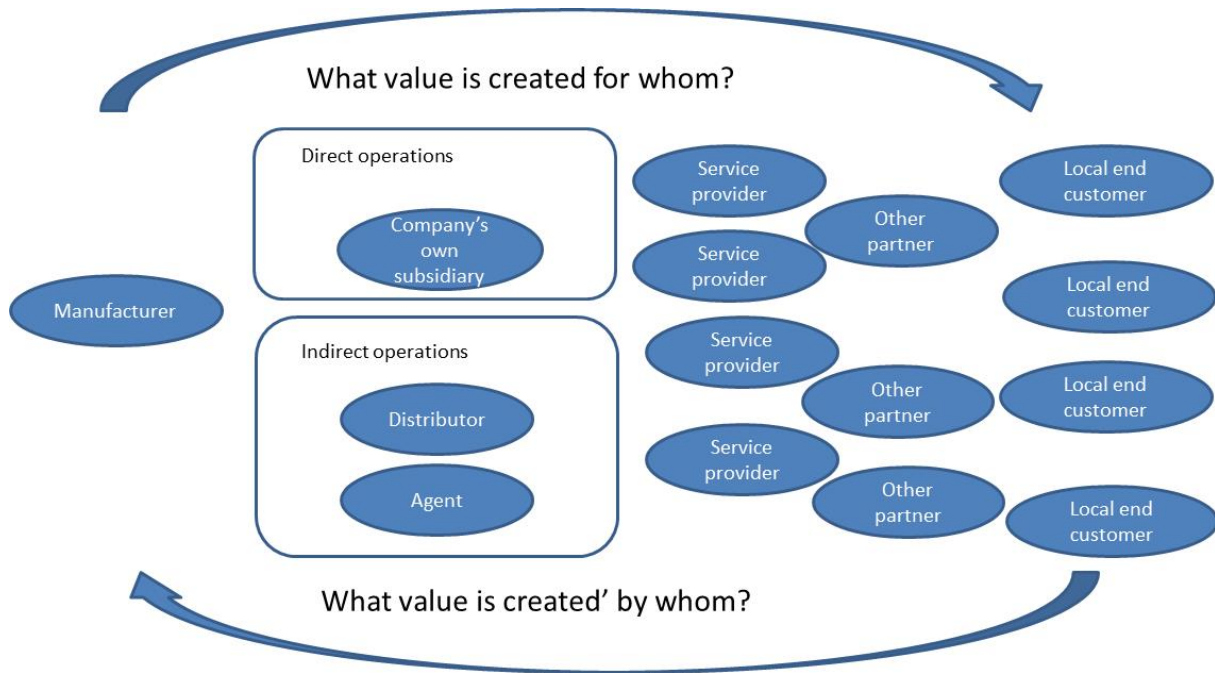 What value is created for whom?
Direct operations
Company's
own
subsidiary
Manufacturer
Indirect operations
Distributor
Agent
Service
provider
Service
provider
Service
provider
Service
provider
Other
partner
Other
partner
Other
partner
Local end
customer
Local end
customer
Local end
customer
Local end
customer
What value is created’ by whom?